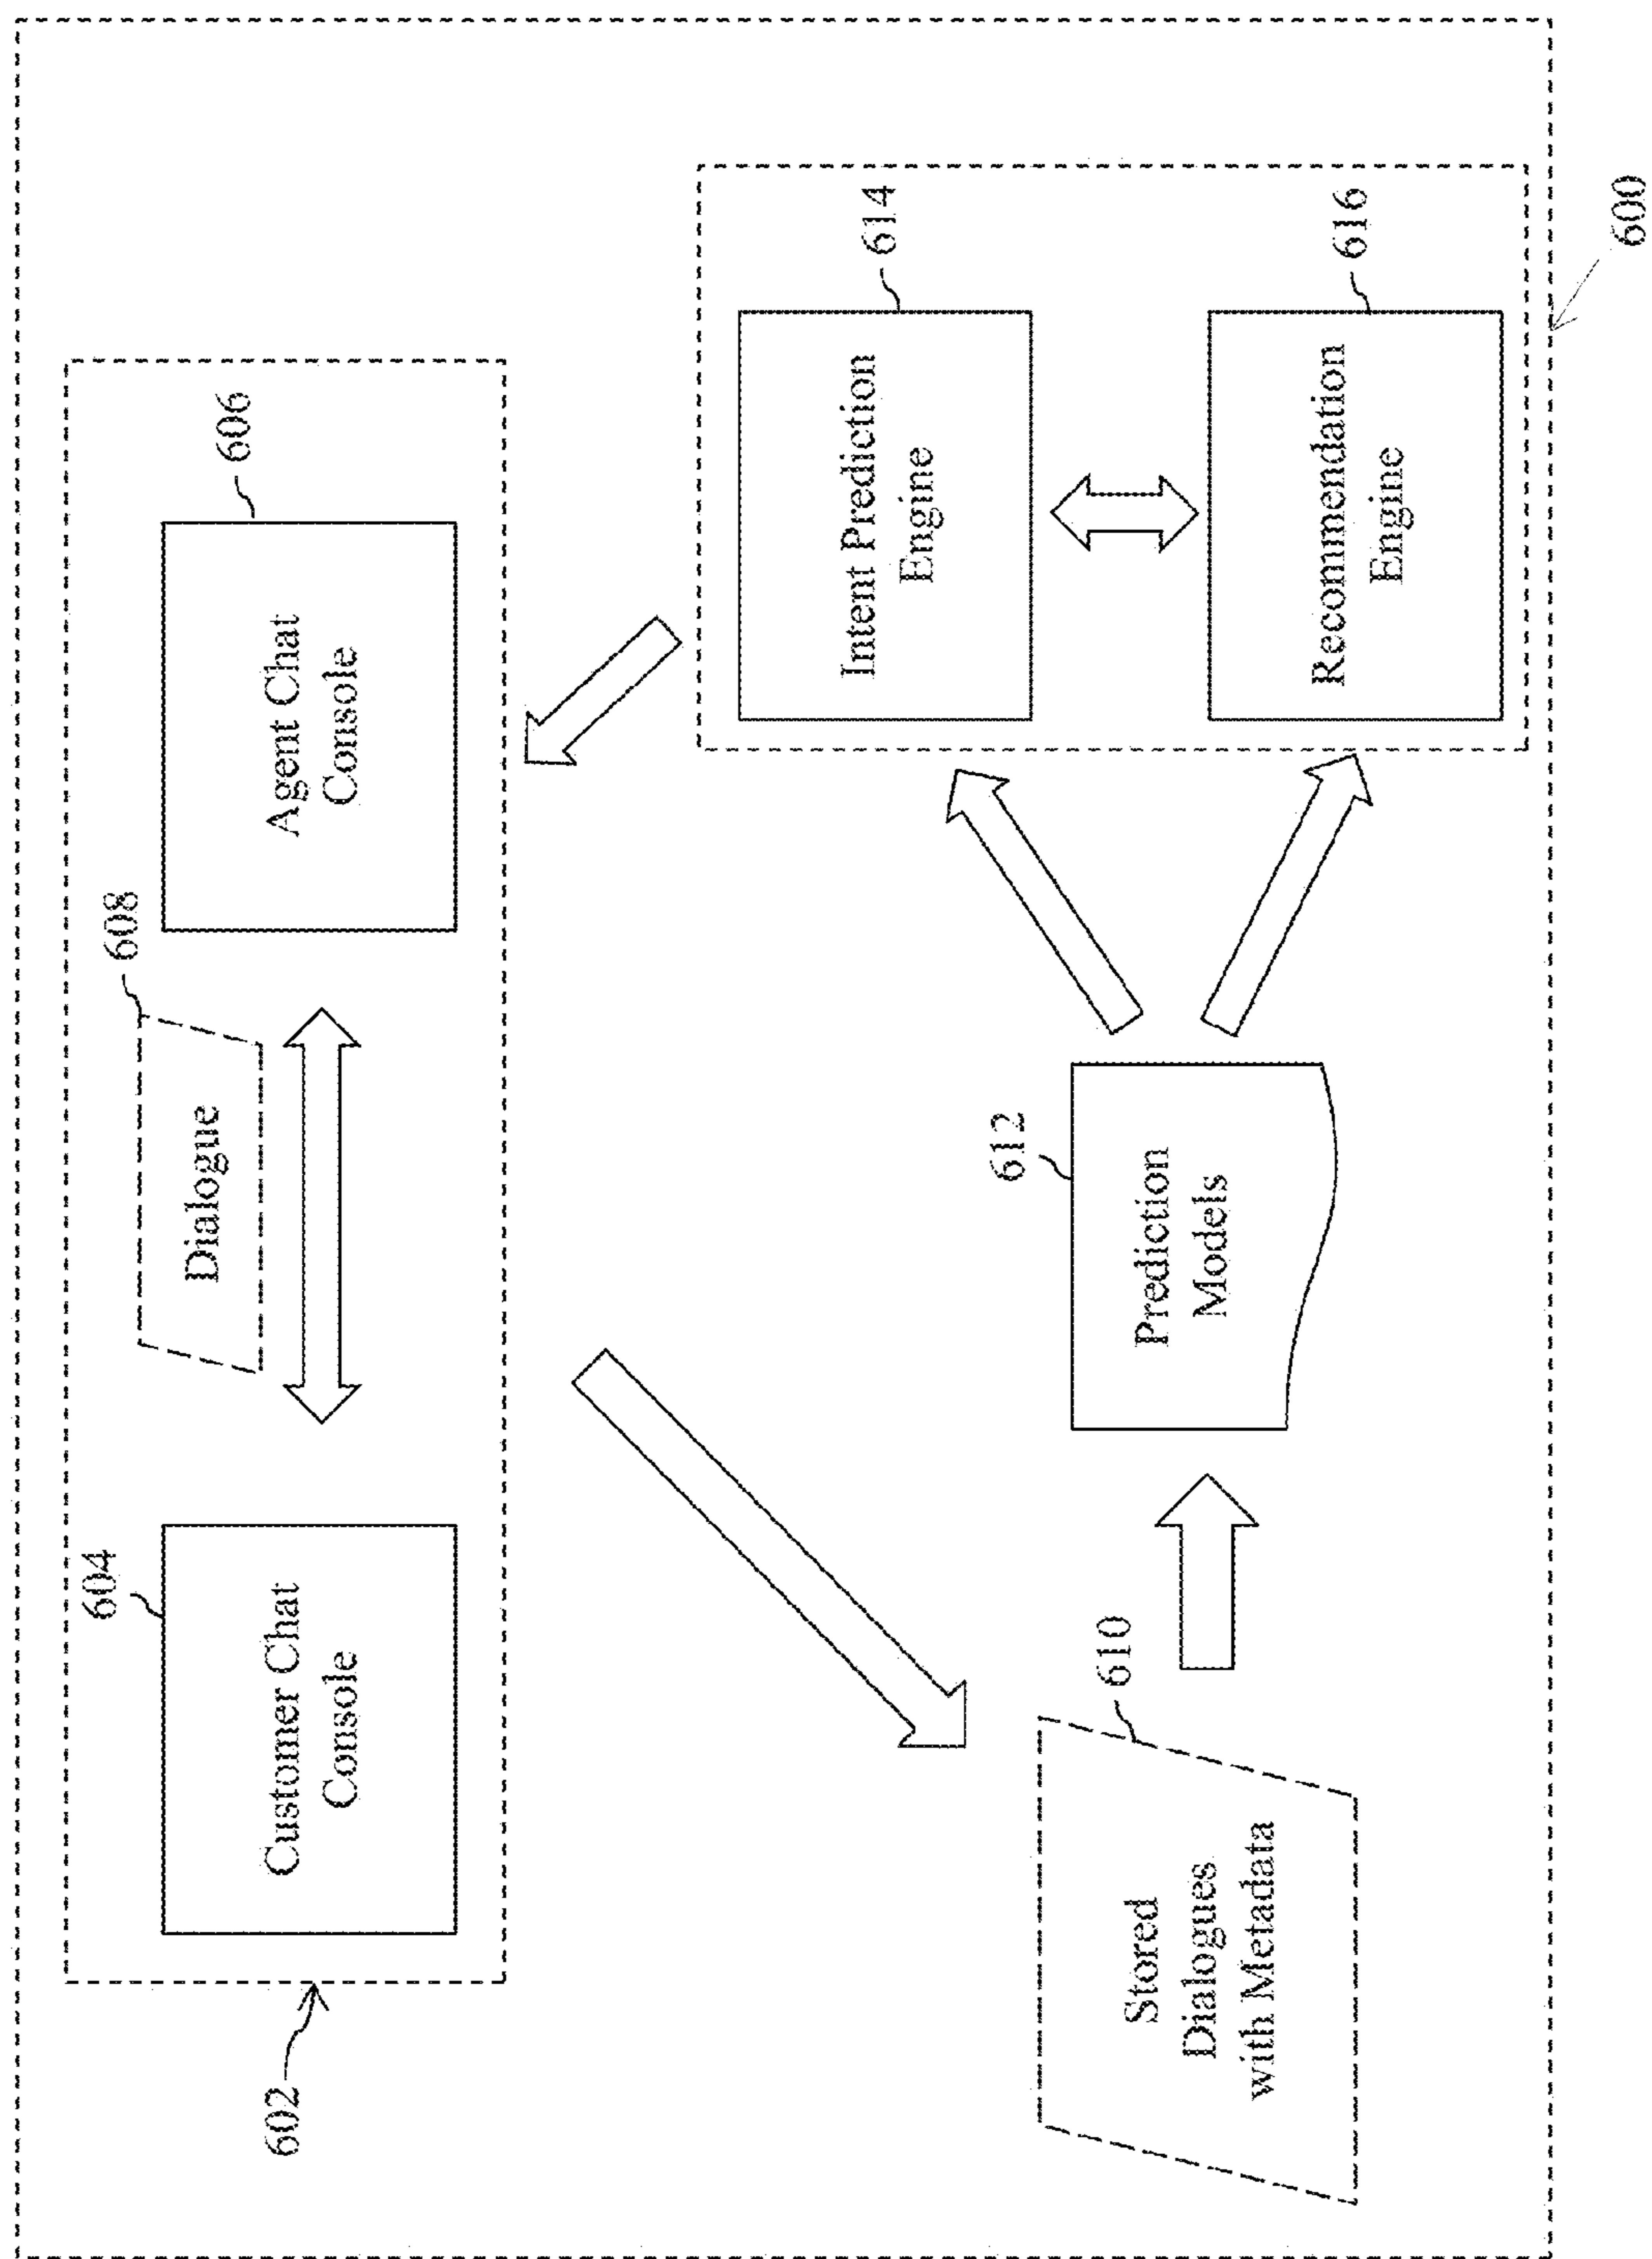 608
604
606
Dialogue
Customer Chat
Console
Agent Chat
Console
602
612
614
610
Stored
Dialogues
with Metadata
Prediction
Models
Intent Prediction
Engine
616
Recommendation
Engine
600